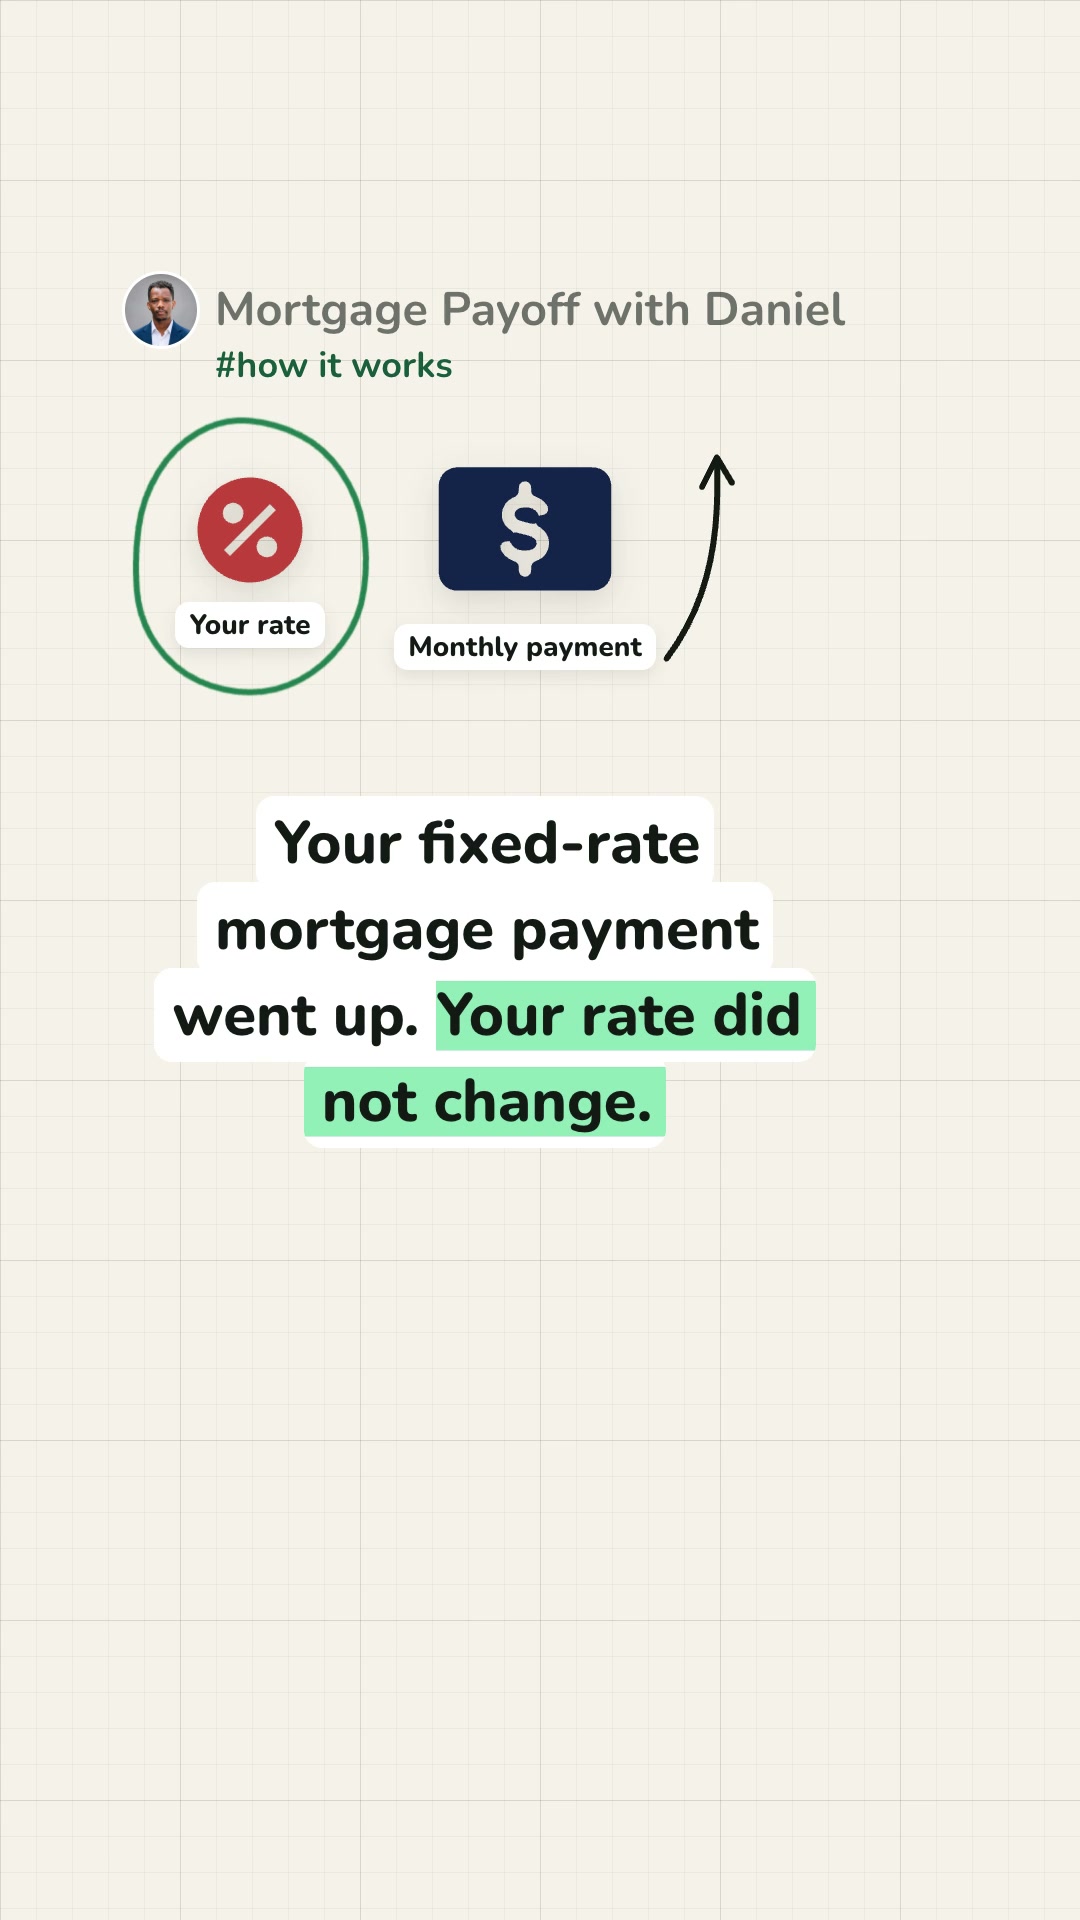 Mortgage Payoff with Daniel
#how it works
%
$
Your rate
Monthly payment
Your fixed-rate
mortgage payment
went up. Your rate did
not change.